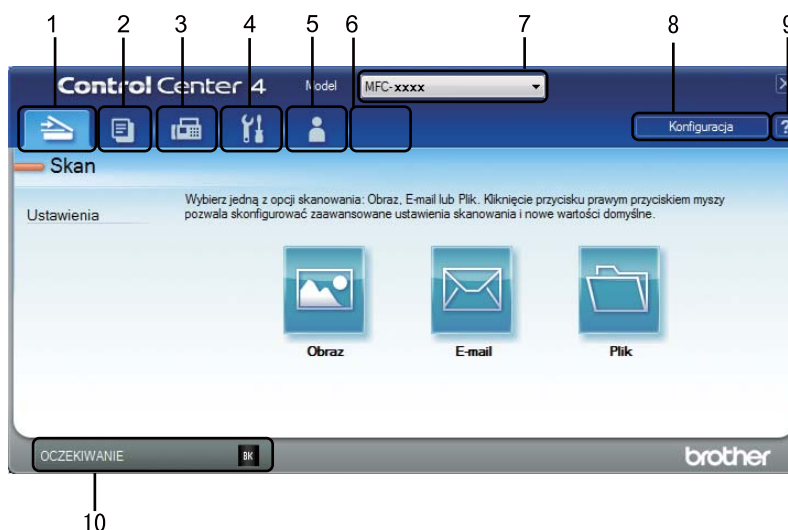 1 2 3 4 5 6 7 8 9
Control Center 4 Model MFC-xxxx
Konfiguracja ?
Skan
Ustawienia
Wybierz jedną z opcji skanowania: Obraz, E-mail lub Plik. Kliknięcie przycisku prawym przyciskiem myszy
pozwala skonfigurować zaawansowane ustawienia skanowania i nowe wartości domyślne.
Obraz E-mail Plik
OCZEKIWANIE BK
brother
10